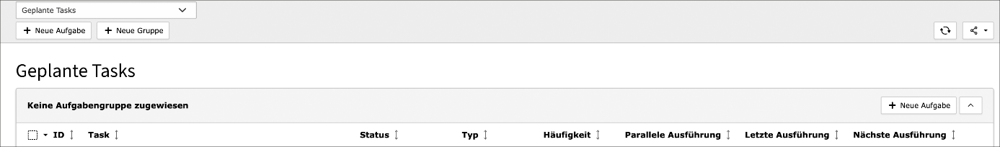 Geplante Tasks
+ Neue Aufgabe + Neue Gruppe
Geplante Tasks
Keine Aufgabengruppe zugewiesen + Neue Aufgabe
ID Task Status Typ Häufigkeit Parallele Ausführung Letzte Ausführung Nächste Ausführung